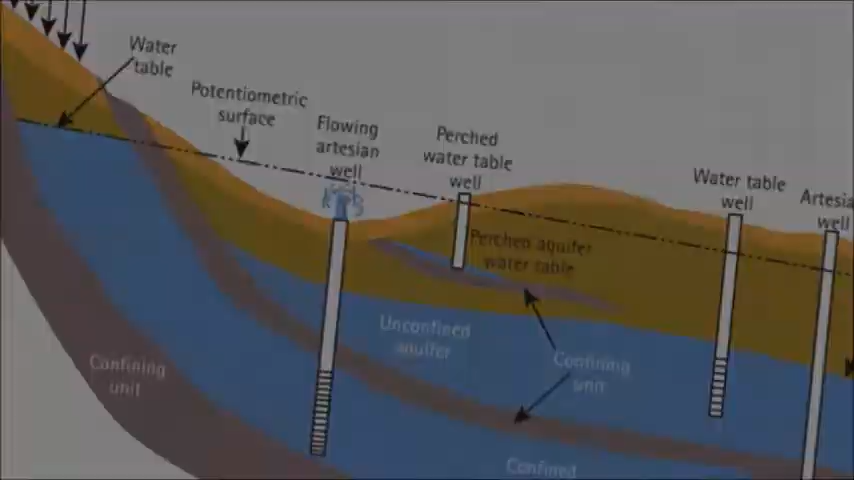 Water
table
Potentiometric
surface
Flowing
artesian
well
Perched
water table
well
Water table
well
Artesia
well
Perched aquifer
water table
Unconfined
aquifer
Confining
unit
Confining
unit
Confined